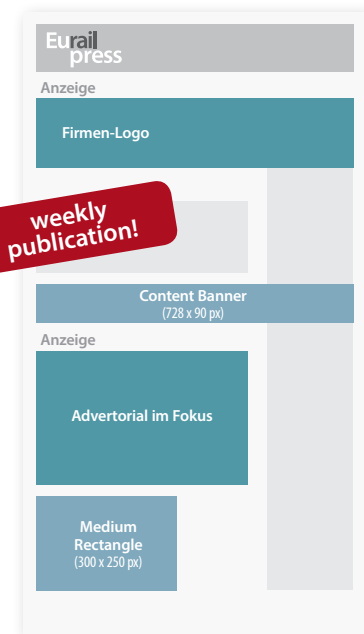 Eurail
press
Anzeige
Firmen-Logo
weekly
publication!
Content Banner
(728 x 90 px)
Anzeige
Advertorial im Fokus
Medium
Rectangle
(300 x 250 px)